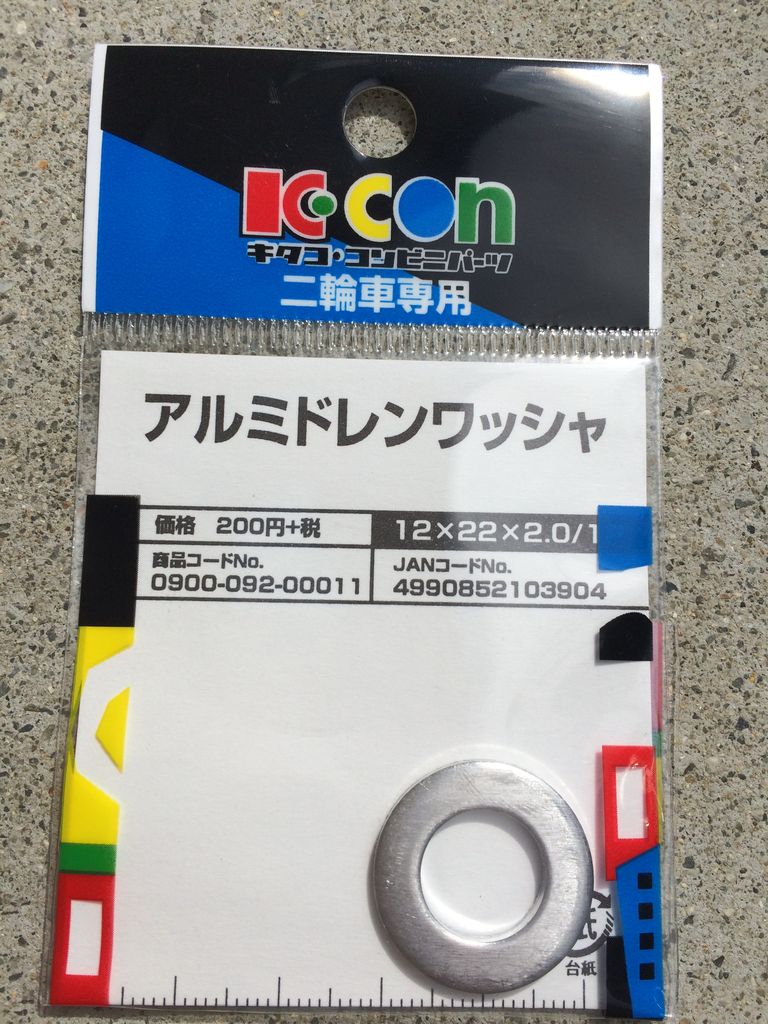 K・CON
キタコ・コンビニパーツ
二輪車専用
アルミドレンワッシャ
価格 200円+税
12×22×2.0/1
商品コードNo.
0900-092-00011
JANコードNo.
4990852103904
台紙